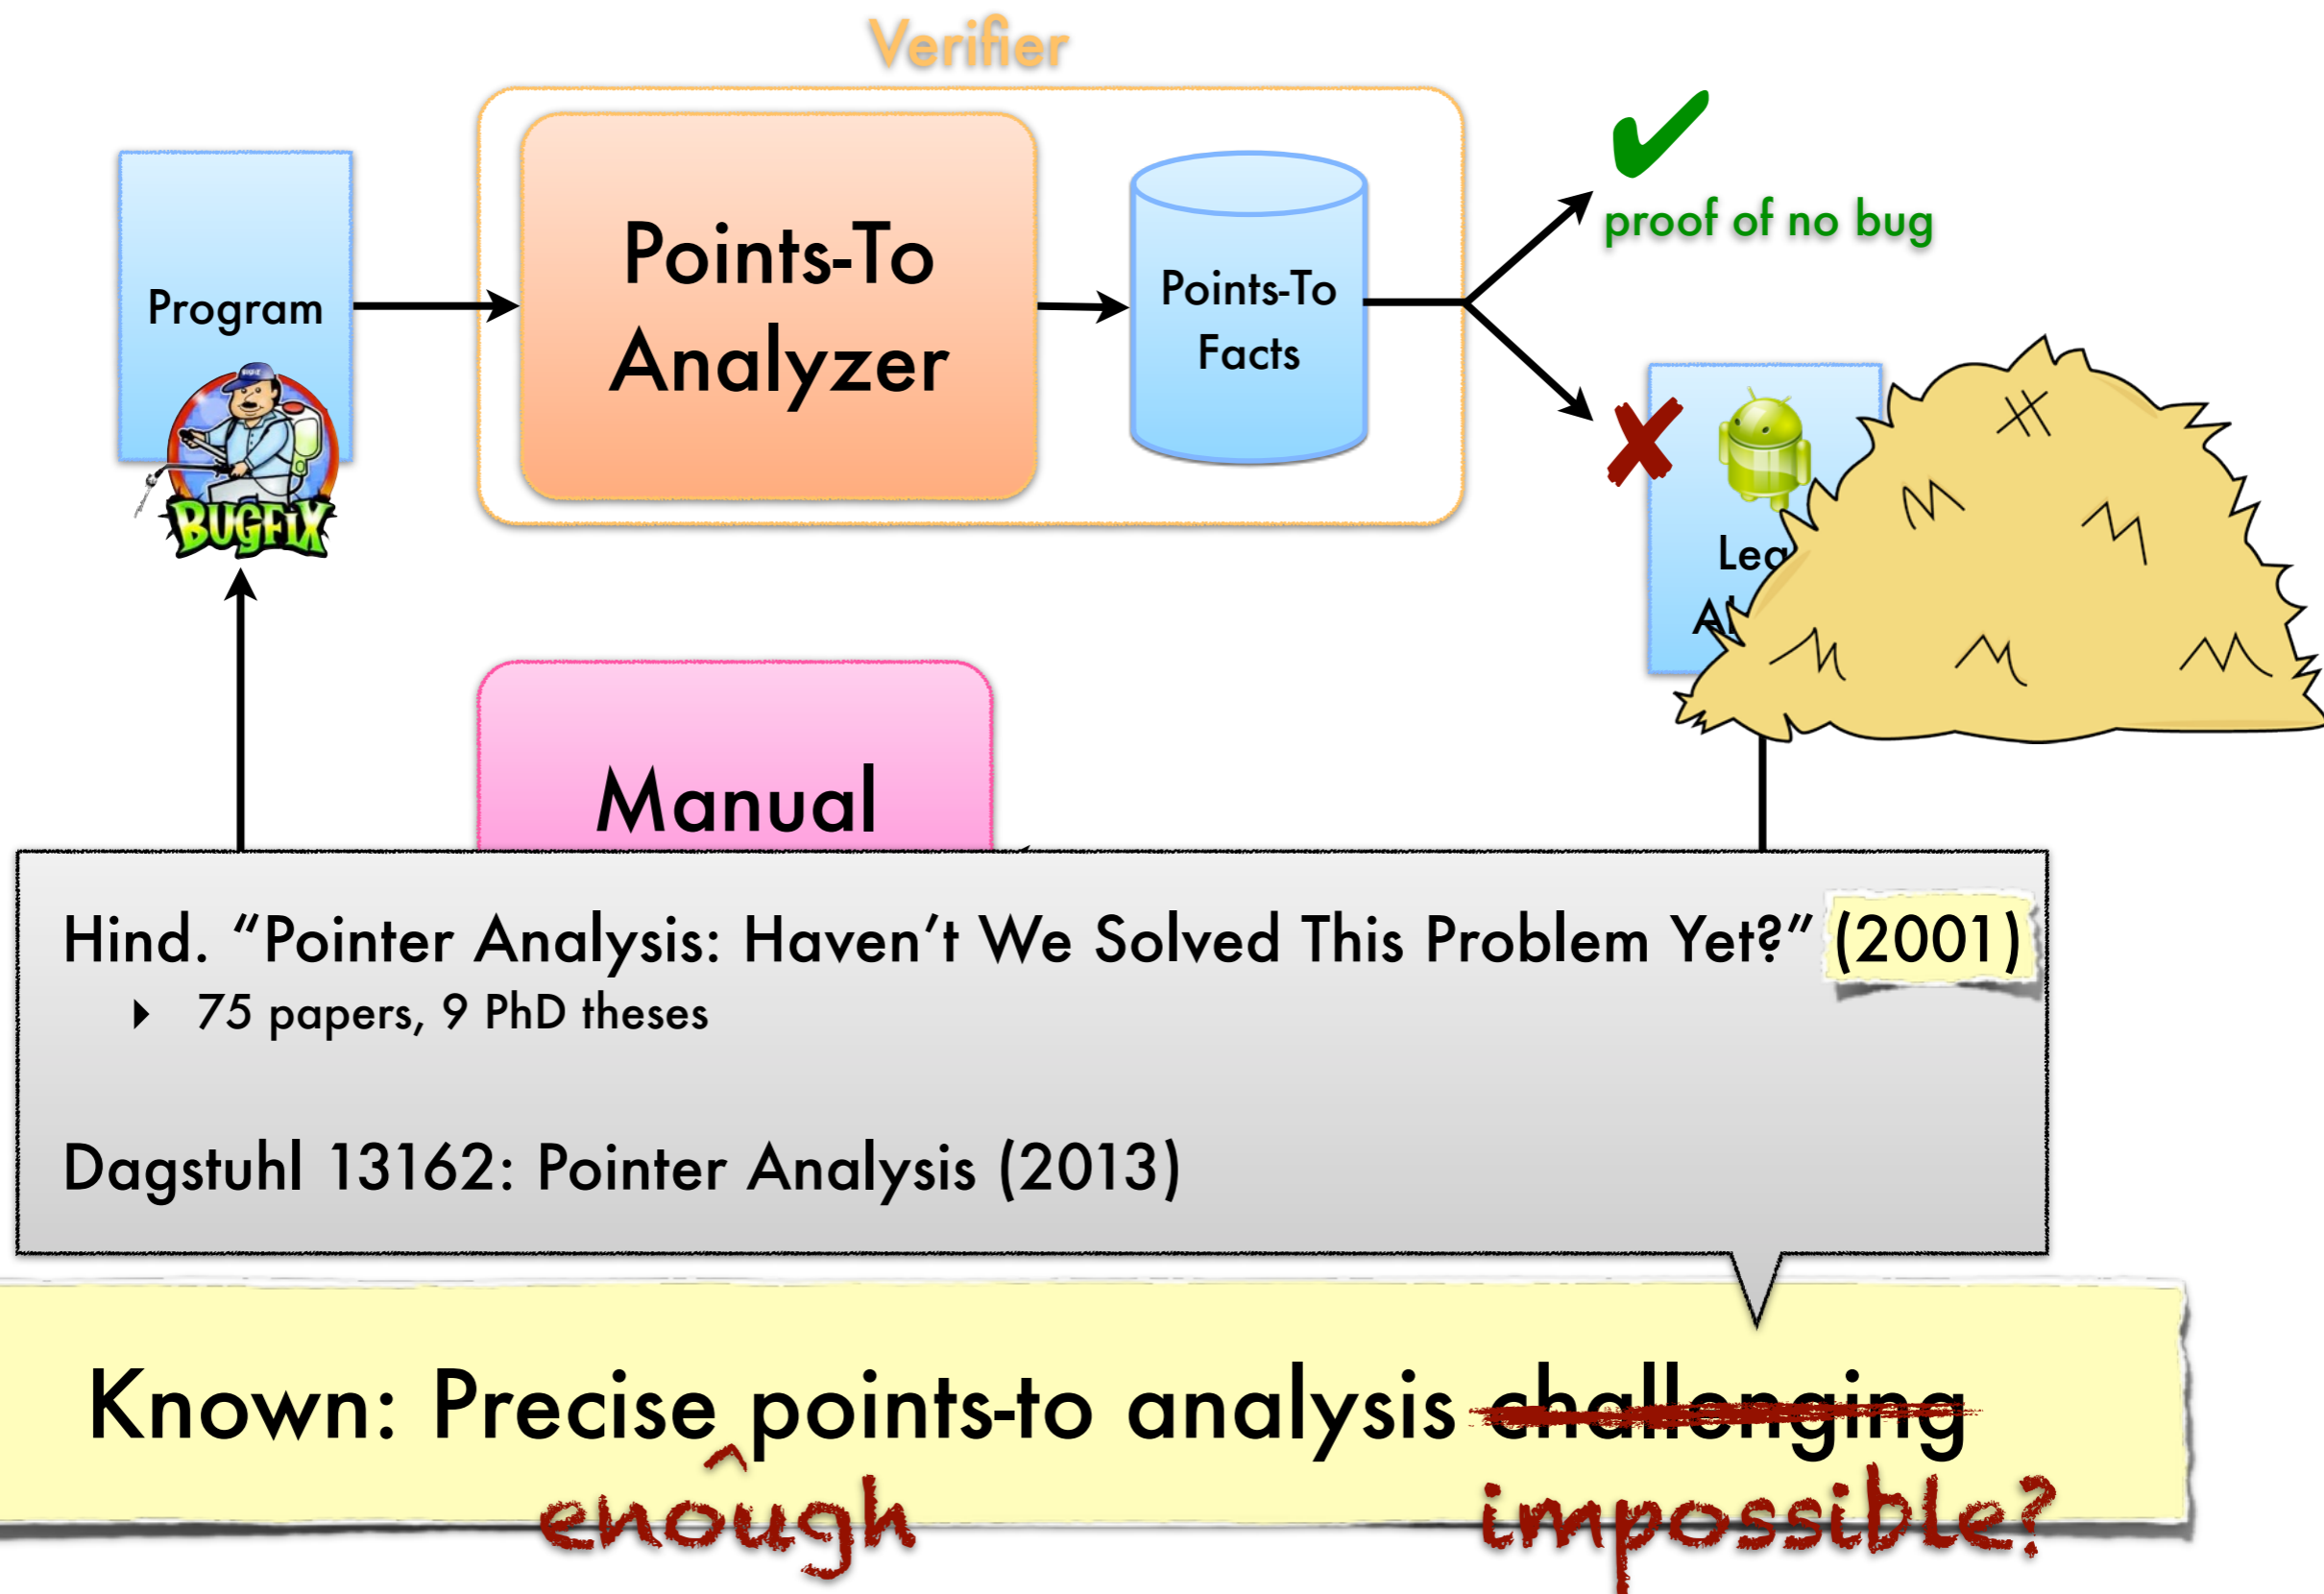 Verifier
Program
BUGFIX
Points-To
Analyzer
Points-To
Facts
proof of no bug
Manual
Hind. “Pointer Analysis: Haven’t We Solved This Problem Yet?” (2001)
‣ 75 papers, 9 PhD theses
Dagstuhl 13162: Pointer Analysis (2013)
Known: Precise points-to analysis challenging
^
enough impossible?